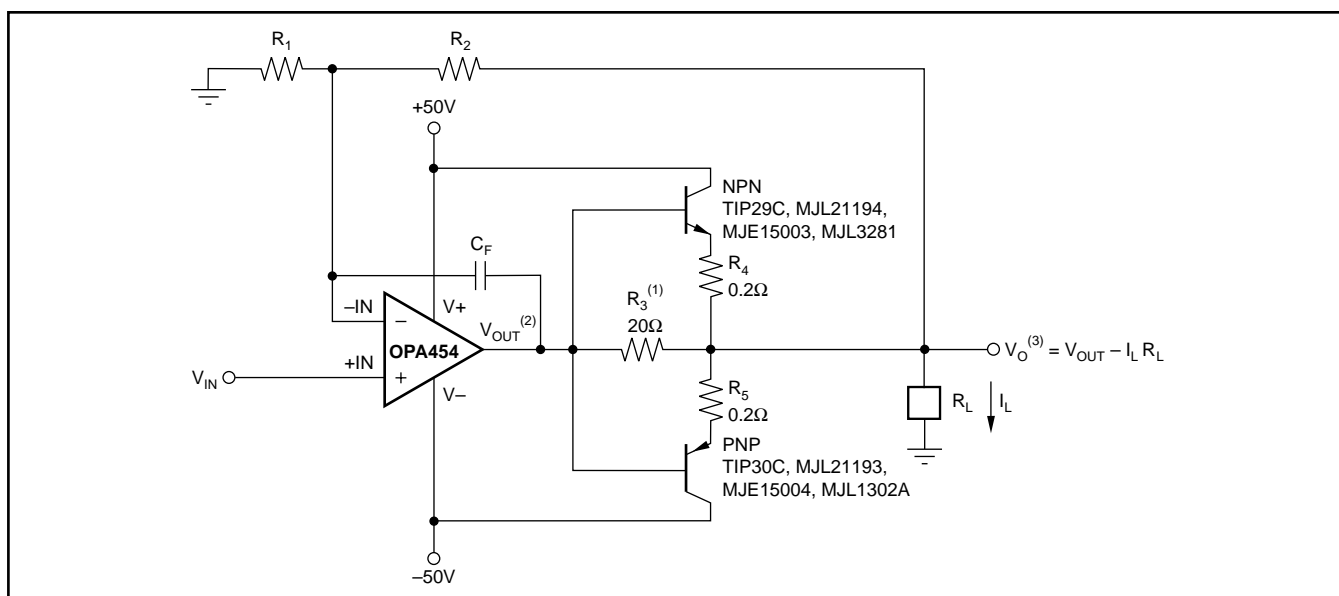 R1
R2
+50V
NPN
TIP29C, MJL21194,
MJE15003, MJL3281
CF
R4
0.2Ω
–IN
V+
VOUT(2)
R3(1)
20Ω
−
OPA454
VO(3) = VOUT – IL RL
VIN
+IN
+
V–
R5
0.2Ω
RL
IL
PNP
TIP30C, MJL21193,
MJE15004, MJL1302A
–50V